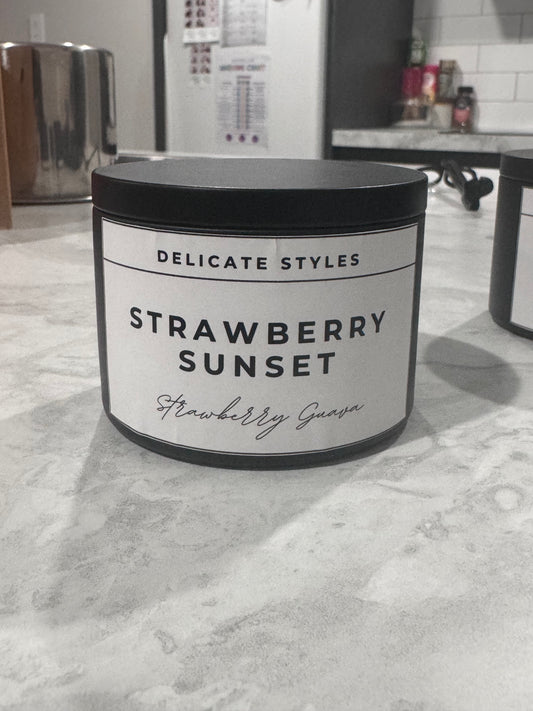 DELICATE STYLES
STRAWBERRY
SUNSET
Strawberry Guava